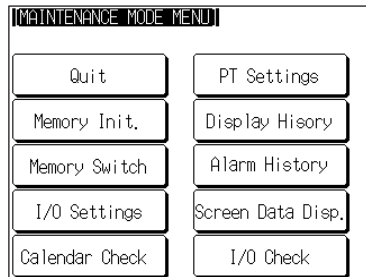 [MAINTENANCE MODE MENU]
Quit
PT Settings
Memory Init.
Display Hisory
Memory Switch
Alarm History
I/O Settings
Screen Data Disp.
Calendar Check
I/O Check